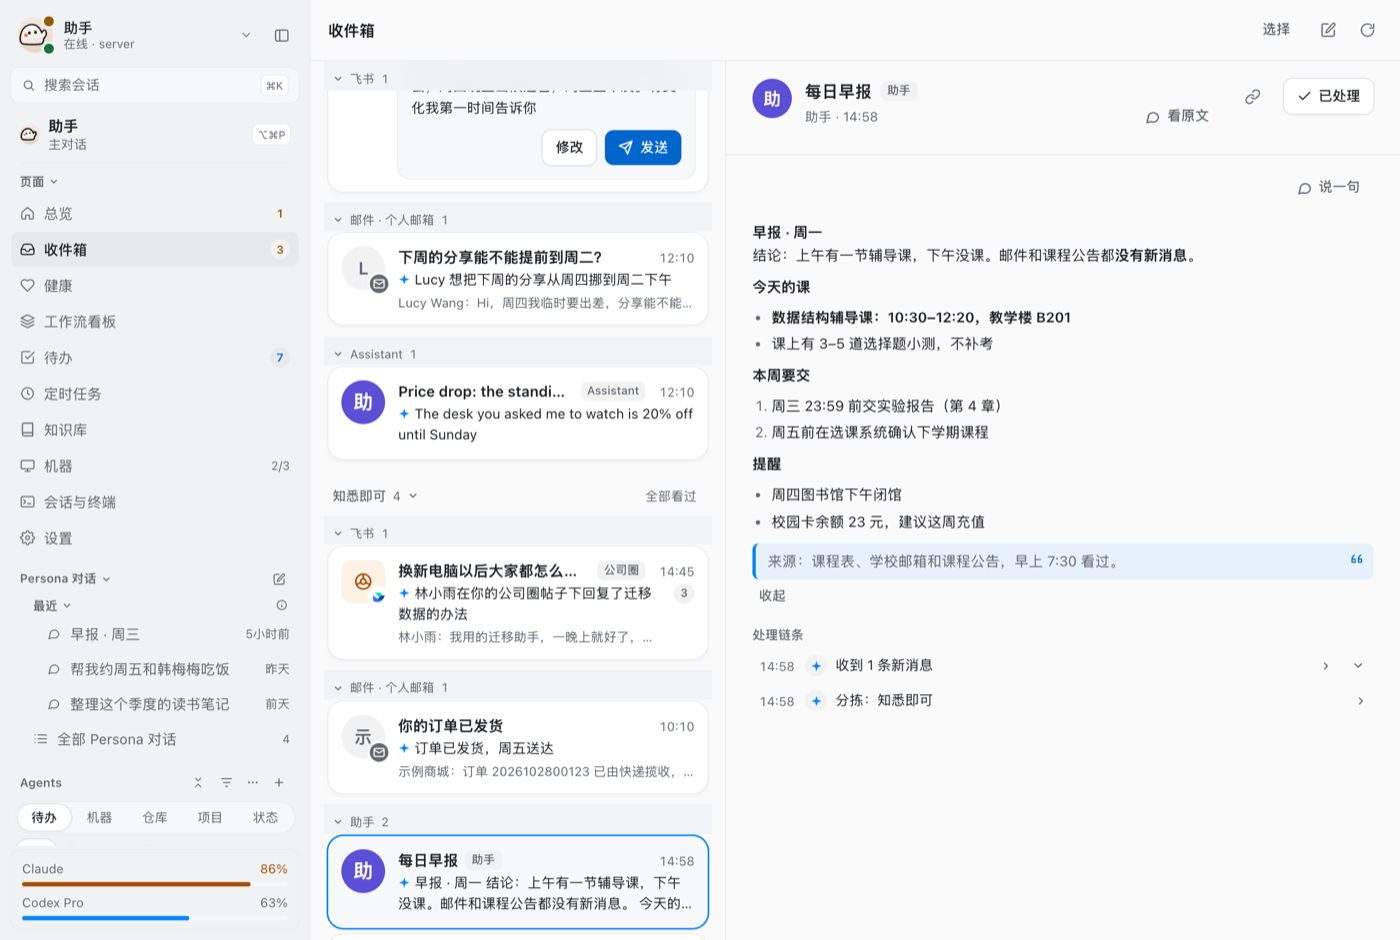 助手
在线 · server
搜索会话
⌘K
助手
主对话
⌥⌘P
页面
总览
1
收件箱
3
健康
工作流看板
待办
7
定时任务
知识库
机器
2/3
会话与终端
设置
Persona 对话
最近
早报 · 周三
5小时前
帮我约周五和韩梅梅吃饭
昨天
整理这个季度的读书笔记
前天
全部 Persona 对话
4
Agents
待办
机器
仓库
项目
状态
Claude
86%
Codex Pro
63%
收件箱
选择
飞书 1
化我第一时间告诉你
修改
发送
邮件 · 个人邮箱 1
L
下周的分享能不能提前到周二?
12:10
Lucy 想把下周的分享从周四挪到周二下午
Lucy Wang：Hi，周四我临时要出差，分享能不能...
Assistant 1
助
Price drop: the standi...
Assistant
12:10
The desk you asked me to watch is 20% off
until Sunday
知悉即可 4
全部看过
飞书 1
换新电脑以后大家都怎么...
公司圈
14:45
林小雨在你的公司圈帖子下回复了迁移
数据的办法
3
林小雨：我用的迁移助手，一晚上就好了，...
邮件 · 个人邮箱 1
示
你的订单已发货
10:10
订单已发货，周五送达
示例商城：订单 2026102800123 已由快递揽收，...
助手 2
助
每日早报
助手
14:58
早报 · 周一 结论：上午有一节辅导课，下午
没课。邮件和课程公告都没有新消息。 今天的...
助
每日早报
助手
助手 · 14:58
看原文
已处理
说一句
早报 · 周一
结论：上午有一节辅导课，下午没课。邮件和课程公告都没有新消息。
今天的课
• 数据结构辅导课：10:30–12:20，教学楼 B201
• 课上有 3–5 道选择题小测，不补考
本周要交
1. 周三 23:59 前交实验报告（第 4 章）
2. 周五前在选课系统确认下学期课程
提醒
• 周四图书馆下午闭馆
• 校园卡余额 23 元，建议这周充值
来源：课程表、学校邮箱和课程公告，早上 7:30 看过。
收起
处理链条
14:58
收到 1 条新消息
14:58
分拣：知悉即可